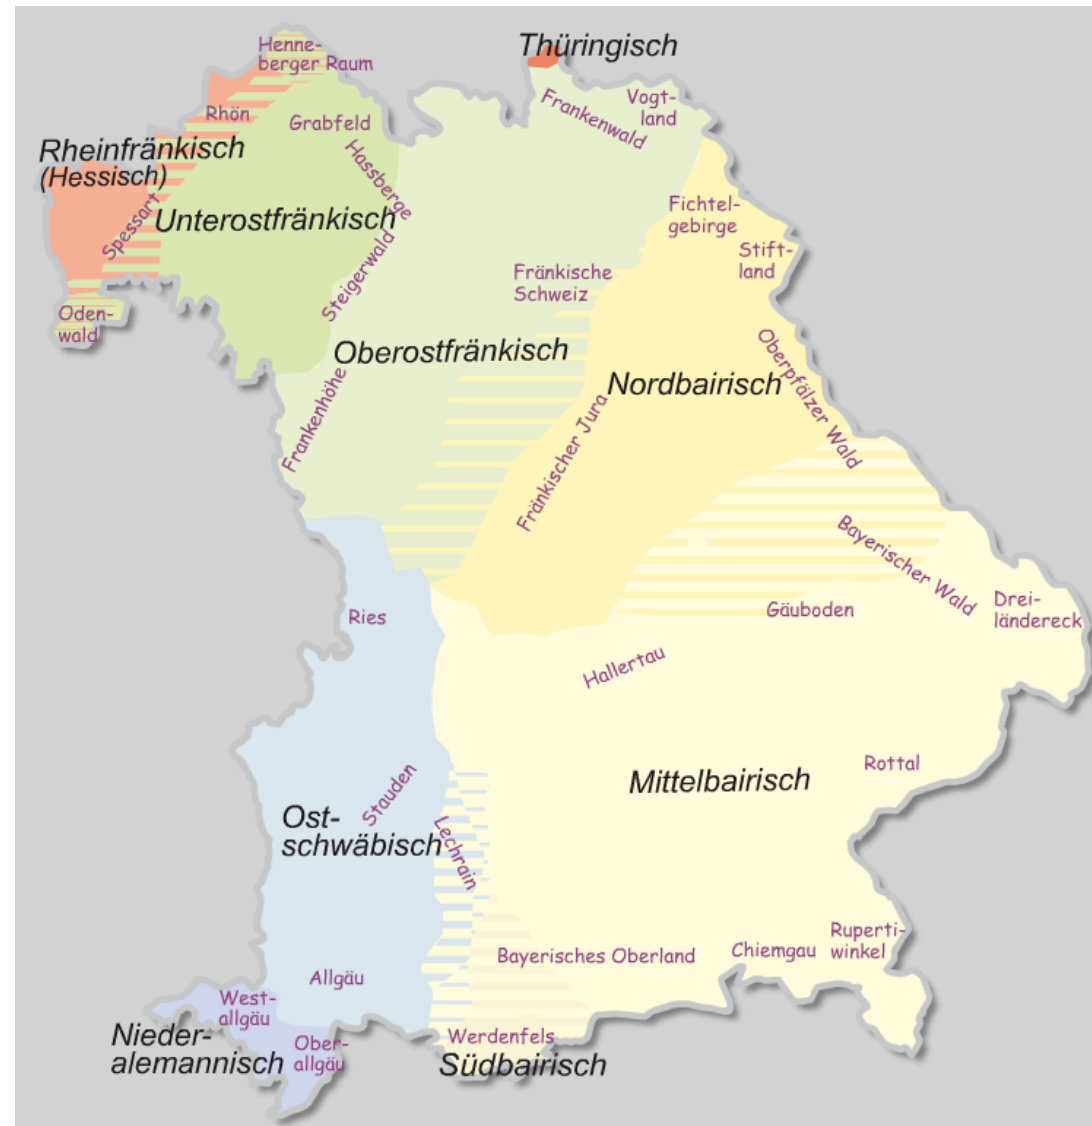 Henne-
berger Raum
Thüringisch
Rhön
Grabfeld
Frankenwald
Vogt-
land
Rheinfränkisch
(Hessisch)
Hassberge
Spessart
Unterostfränkisch
Fichtel-
gebirge
Stift-
land
Steigerwald
Fränkische
Schweiz
Oden-
wald
Oberostfränkisch
Nordbairisch
Oberpfälzer Wald
Frankenhöhe
Fränkischer Jura
Bayerischer Wald
Drei-
ländereck
Gäuboden
Ries
Hallertau
Rottal
Mittelbairisch
Stauden
Ost-
schwäbisch
Lechrain
Ruperti-
winkel
Bayerisches Oberland
Chiemgau
Allgäu
West-
allgäu
Nieder-
alemannisch
Ober-
allgäu
Werdenfels
Südbairisch